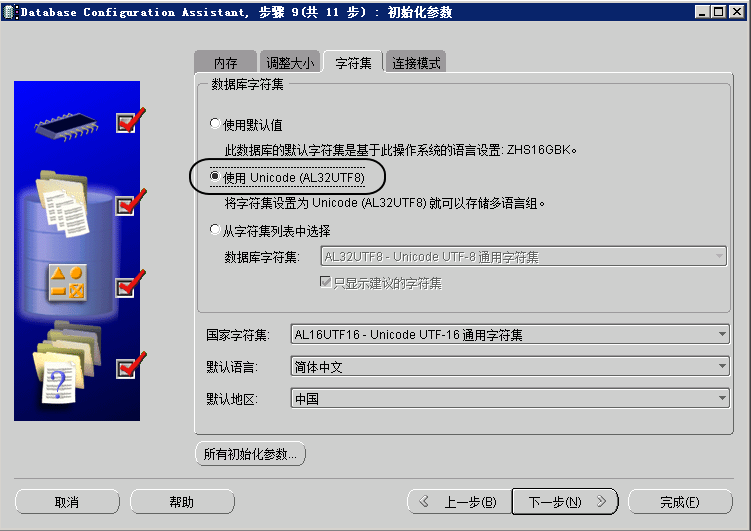 Database Configuration Assistant, 步骤 9(共 11 步) : 初始化参数
内存 调整大小 字符集 连接模式
数据库字符集
使用默认值
此数据库的默认字符集是基于此操作系统的语言设置: ZHS16GBK。
使用 Unicode (AL32UTF8)
将字符集设置为 Unicode (AL32UTF8) 就可以存储多语言组。
从字符集列表中选择
数据库字符集: AL32UTF8 - Unicode UTF-8 通用字符集
只显示建议的字符集
国家字符集: AL16UTF16 - Unicode UTF-16 通用字符集
默认语言: 简体中文
默认地区: 中国
所有初始化参数...
取消 帮助 上一步(B) 下一步(N) 完成(F)